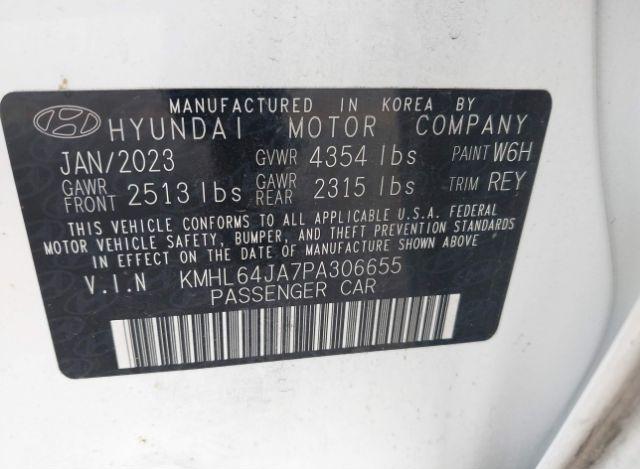 MANUFACTURED IN KOREA BY
HYUNDAI MOTOR COMPANY
JAN/2023 GVWR 4354 lbs PAINT W6H
GAWR FRONT 2513 lbs GAWR REAR 2315 lbs TRIM REY
THIS VEHICLE CONFORMS TO ALL APPLICABLE U.S.A. FEDERAL
MOTOR VEHICLE SAFETY, BUMPER, AND THEFT PREVENTION STANDARDS
IN EFFECT ON THE DATE OF MANUFACTURE SHOWN ABOVE.
V.I.N KMHL64JA7PA306655
PASSENGER CAR